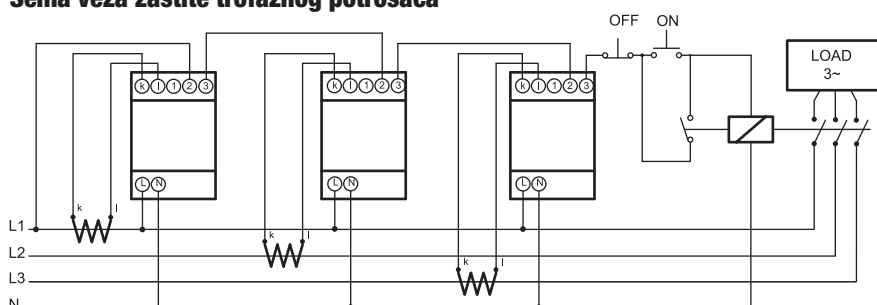 Šema veza zaštite trofaznog potrošača
OFF ON
LOAD
3~
k l 1 2 3
k l 1 2 3
k l 1 2 3
L N
L N
L N
k l
k l
k l
L1
L2
L3
N